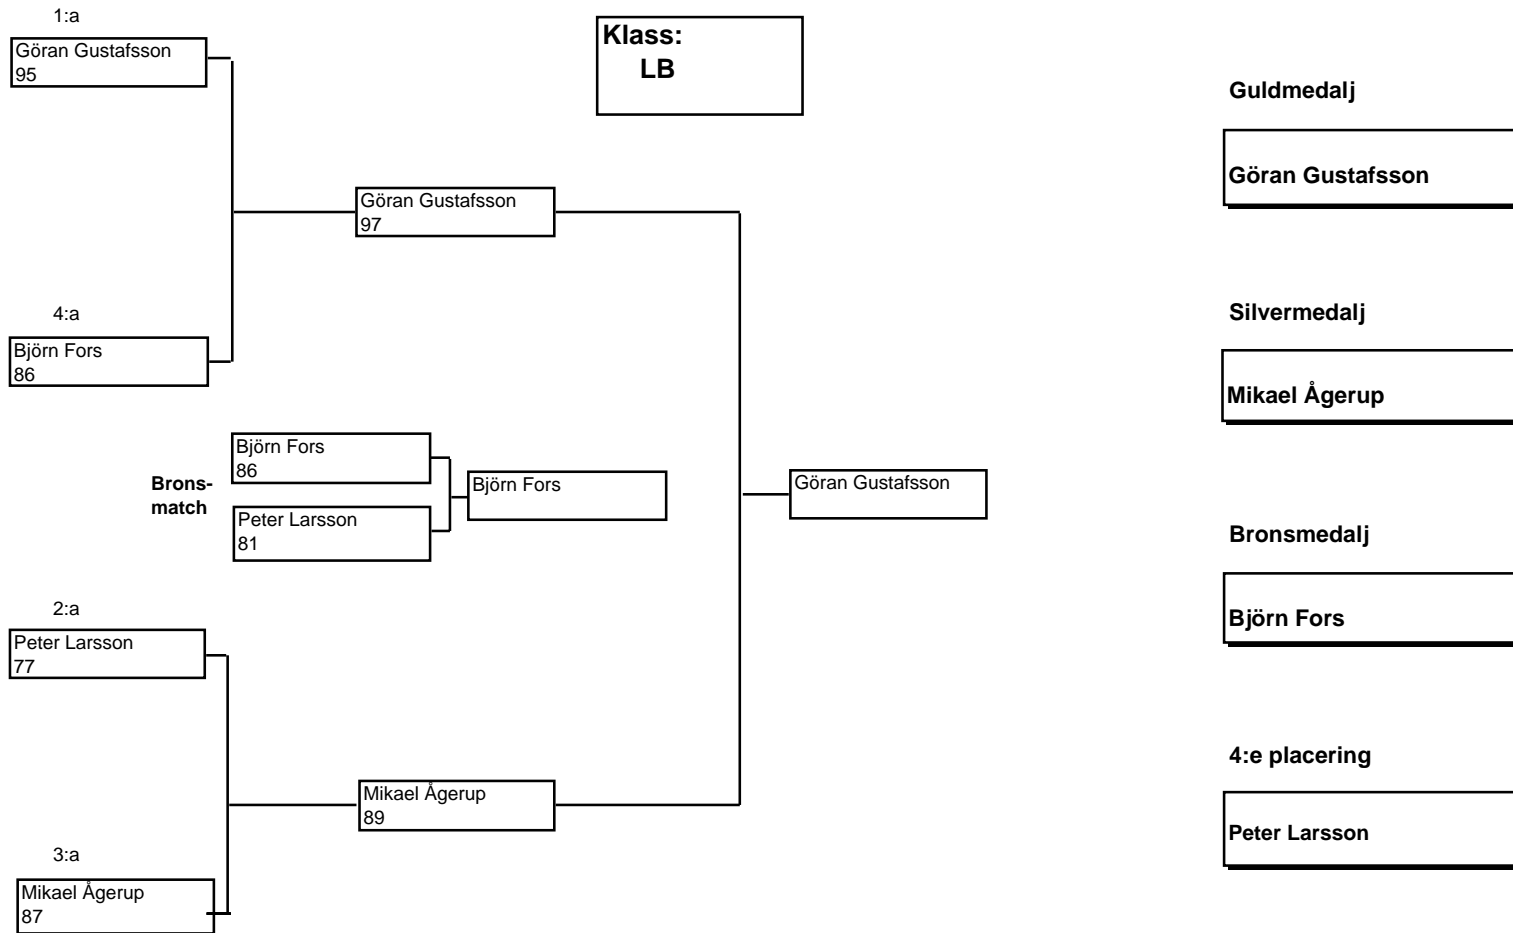 1:a
Göran Gustafsson
95
Klass:
LB
Guldmedalj
Göran Gustafsson
Göran Gustafsson
97
4:a
Björn Fors
86
Silvermedalj
Mikael Ågerup
Brons-
match
Björn Fors
86
Peter Larsson
81
Björn Fors
Göran Gustafsson
Bronsmedalj
Björn Fors
2:a
Peter Larsson
77
Mikael Ågerup
89
3:a
Mikael Ågerup
87
4:e placering
Peter Larsson